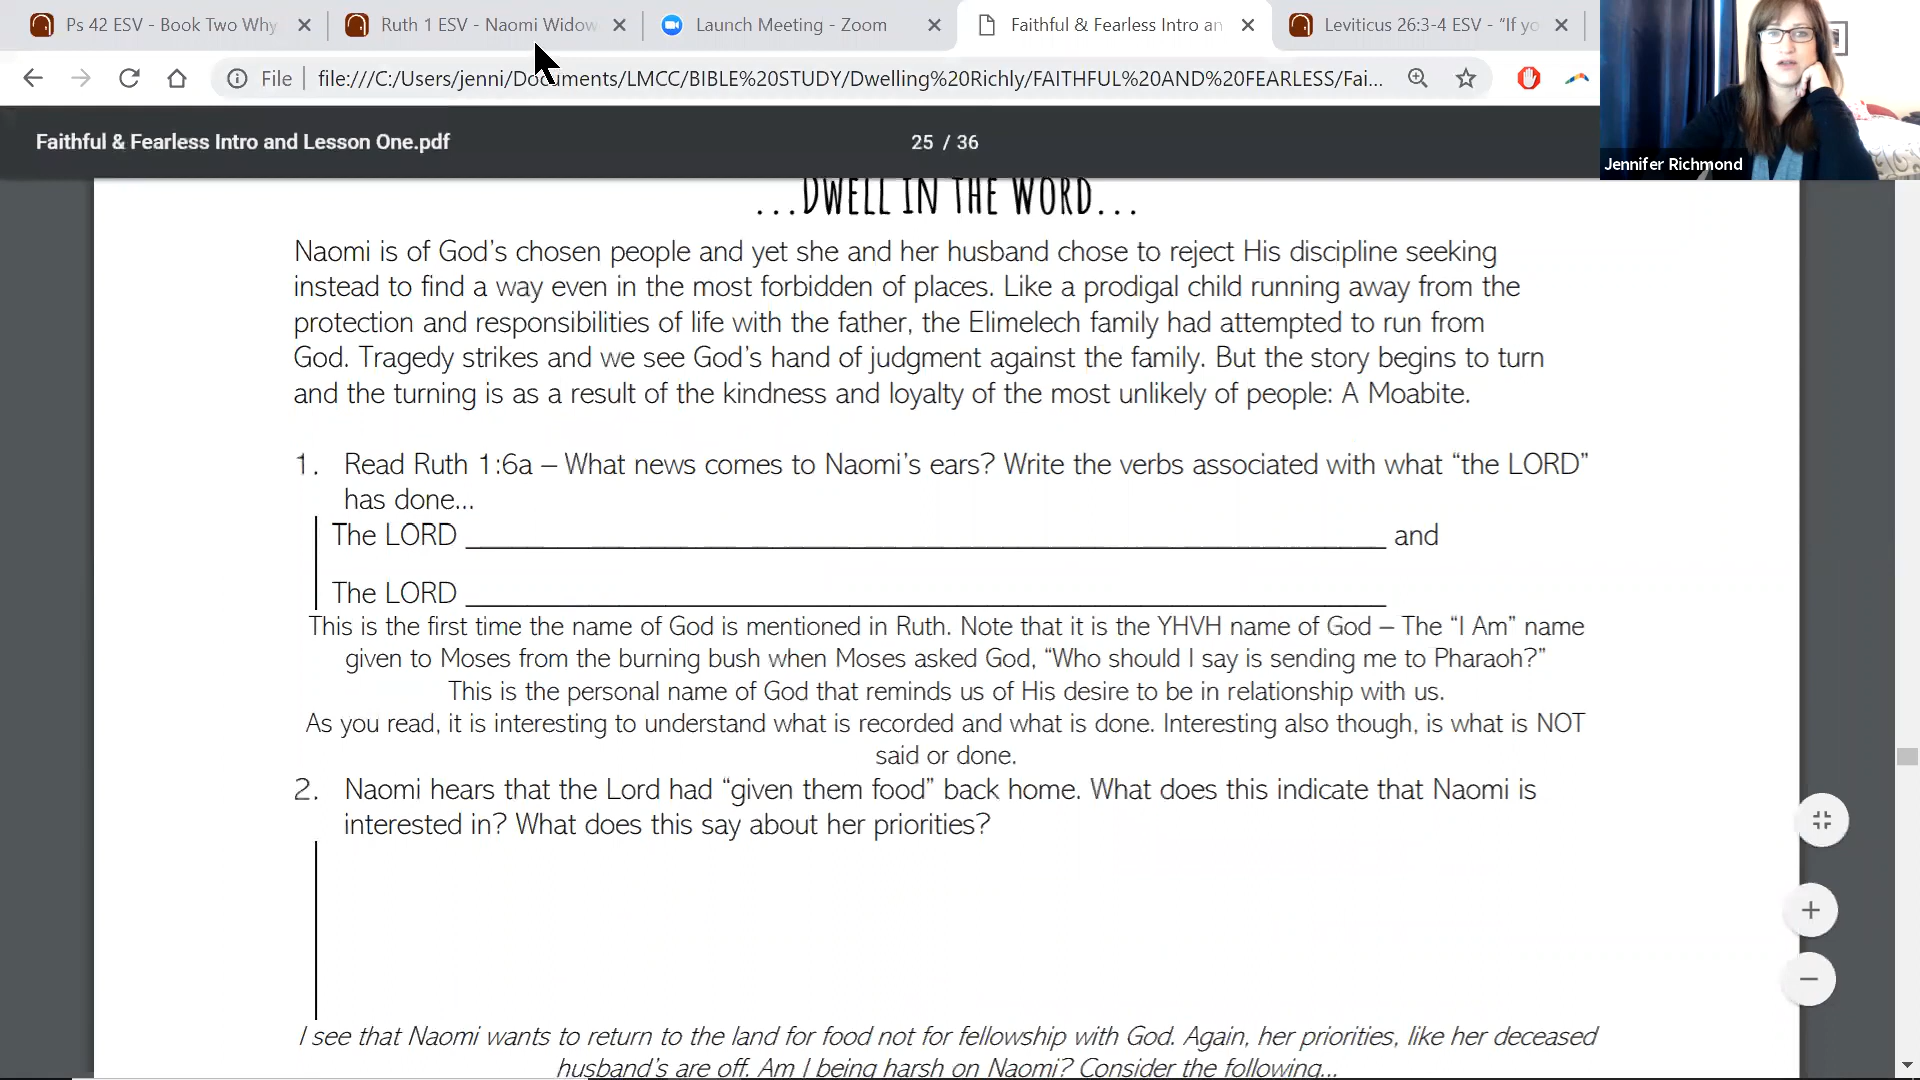 Ps 42 ESV - Book Two Why
Ruth 1 ESV - Naomi Widow
Launch Meeting - Zoom
Faithful & Fearless Intro an
Leviticus 26:3-4 ESV - “If yo
File
file:///C:/Users/jenni/Documents/LMCC/BIBLE%20STUDY/Dwelling%20Richly/FAITHFUL%20AND%20FEARLESS/Fai...
Jennifer Richmond
Faithful & Fearless Intro and Lesson One.pdf
25 / 36
...DWELL IN THE WORD...
Naomi is of God’s chosen people and yet she and her husband chose to reject His discipline seeking
instead to find a way even in the most forbidden of places. Like a prodigal child running away from the
protection and responsibilities of life with the father, the Elimelech family had attempted to run from
God. Tragedy strikes and we see God’s hand of judgment against the family. But the story begins to turn
and the turning is as a result of the kindness and loyalty of the most unlikely of people: A Moabite.
1. Read Ruth 1:6a – What news comes to Naomi’s ears? Write the verbs associated with what “the LORD”
has done...
The LORD ______________________________ and
The LORD ______________________________
This is the first time the name of God is mentioned in Ruth. Note that it is the YHVH name of God – The “I Am” name
given to Moses from the burning bush when Moses asked God, “Who should I say is sending me to Pharaoh?”
This is the personal name of God that reminds us of His desire to be in relationship with us.
As you read, it is interesting to understand what is recorded and what is done. Interesting also though, is what is NOT
said or done.
2. Naomi hears that the Lord had “given them food” back home. What does this indicate that Naomi is
interested in? What does this say about her priorities?
I see that Naomi wants to return to the land for food not for fellowship with God. Again, her priorities, like her deceased
husband’s are off. Am I being harsh on Naomi? Consider the following...